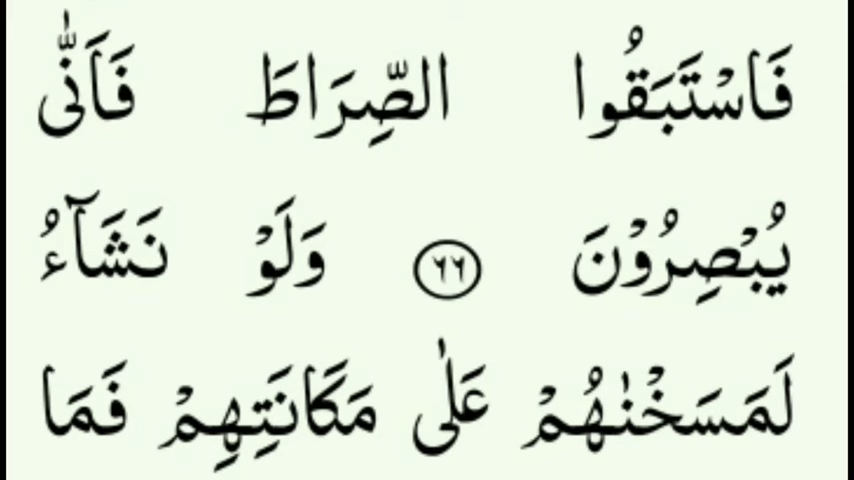 فَاسْتَبَقُوا الصِّرَاطَ فَاَنّٰى
يُبْصِرُوْنَ ٦٦ وَلَوْ نَشَآءُ
لَمَسَخْنٰهُمْ عَلٰى مَكَانَتِهِمْ فَمَا